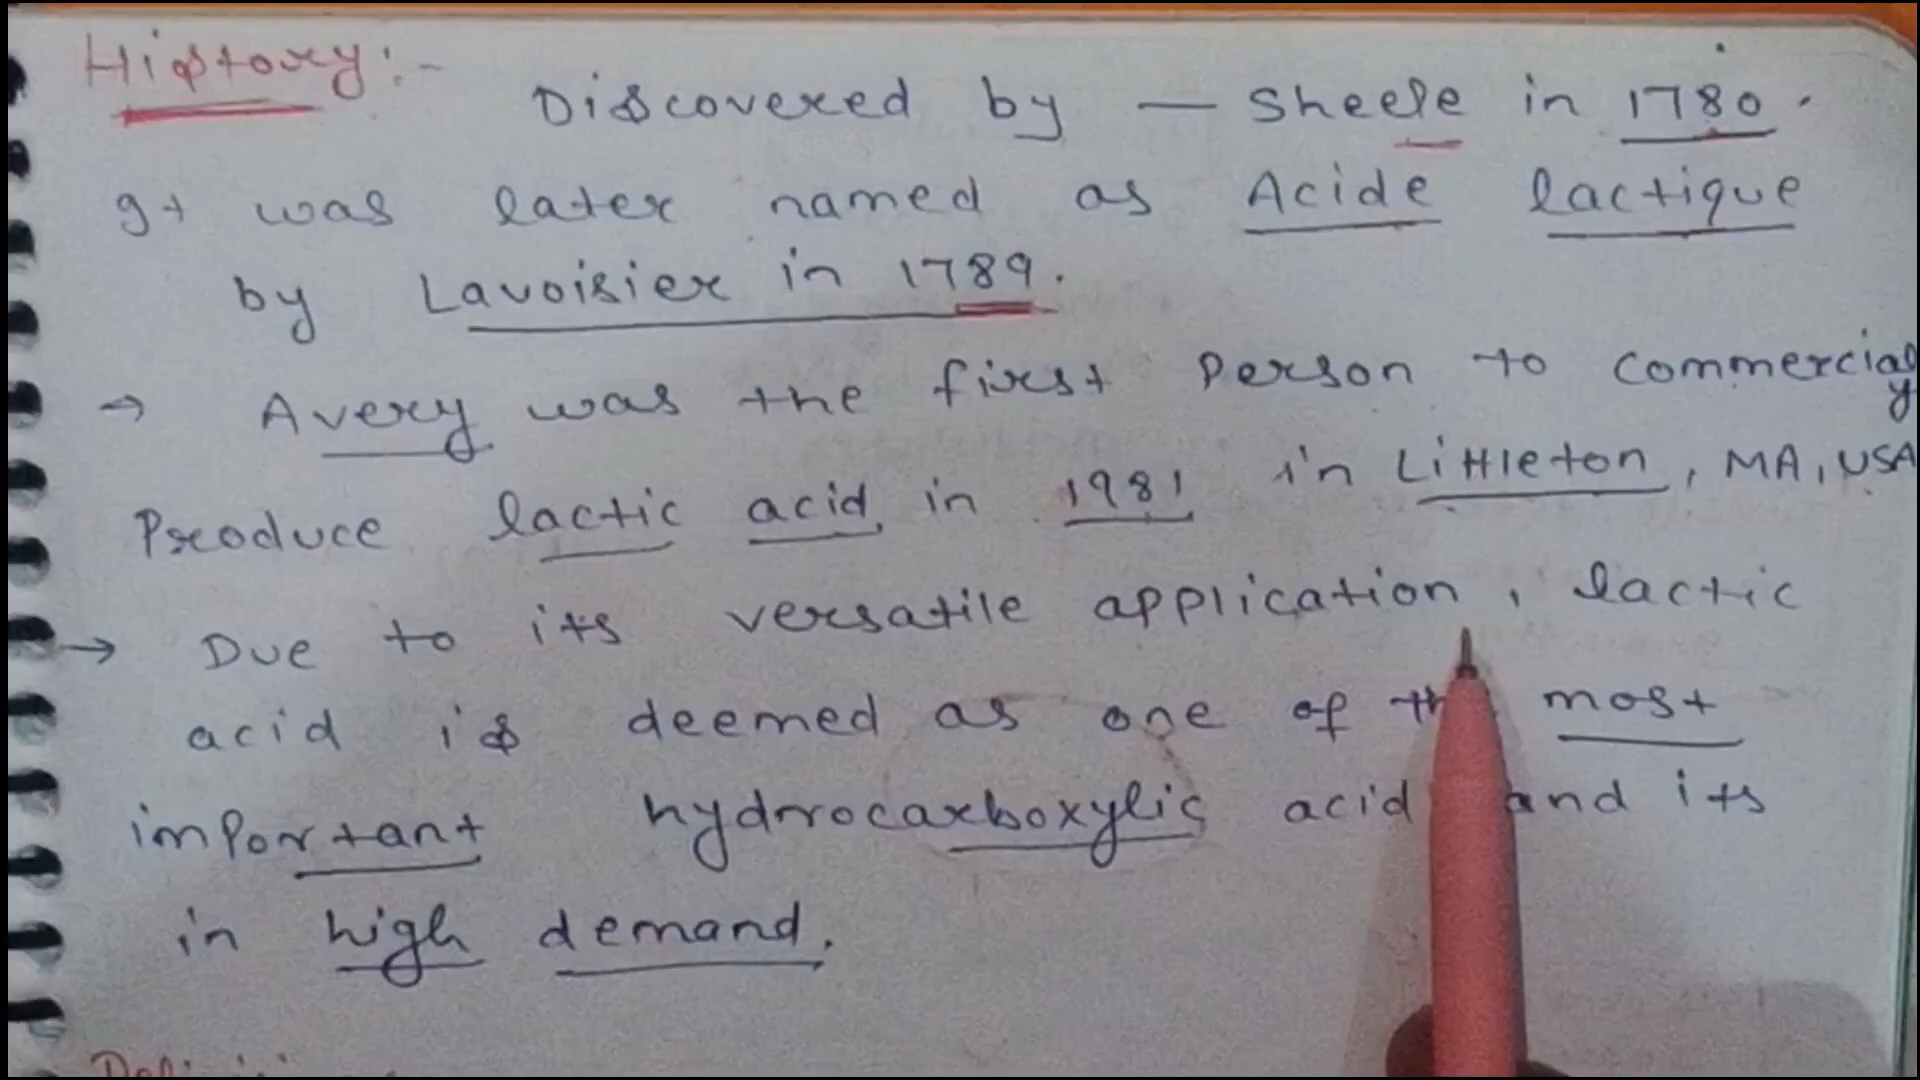 History:-
Discovered by - Sheele in 1780.
It was later named as Acide lactique
by Lavoisier in 1789.
→ Avery was the first person to commercialy
Produce lactic acid in 1981 in Littleton, MA, USA
→ Due to its versatile application, lactic
acid is deemed as one of the most
important hydrocarboxylic acid and its
in high demand.